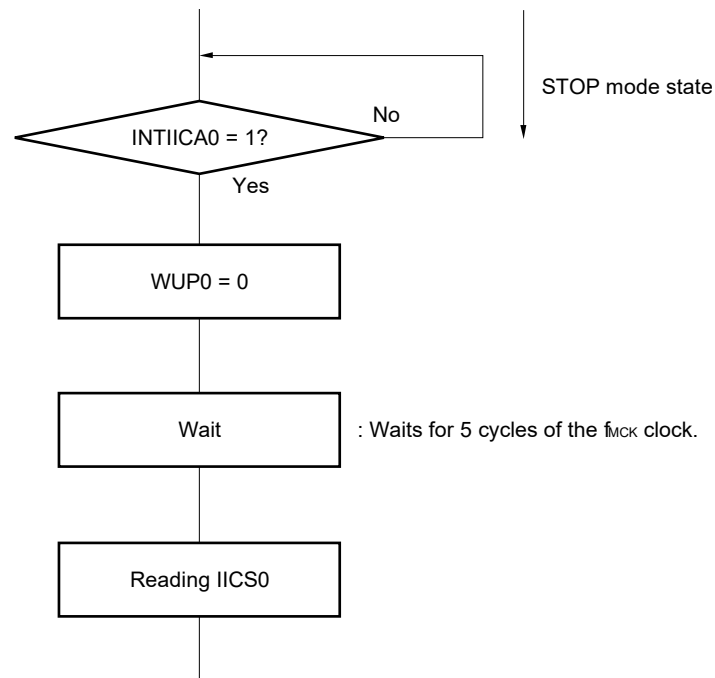 STOP mode state
No
INTIICA0 = 1?
Yes
WUP0 = 0
Wait
: Waits for 5 cycles of the fMCK clock.
Reading IICS0